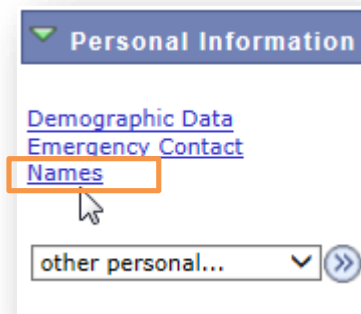 Personal Information
Demographic Data
Emergency Contact
Names
other personal...